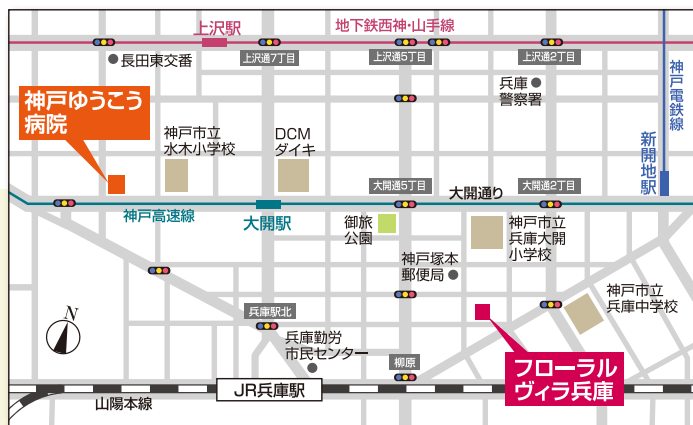 上沢駅
地下鉄西神・山手線
長田東交番
上沢通7丁目
上沢通5丁目
上沢通2丁目
神戸電鉄線
兵庫
警察署
神戸ゆうこう
病院
神戸市立
水木小学校
DCM
ダイキ
新開地駅
大開通5丁目
大開通り
大開通2丁目
神戸高速線
大開駅
御旅
公園
神戸市立
兵庫大開
小学校
神戸塚本
郵便局
神戸市立
兵庫中学校
N
兵庫駅北
兵庫勤労
市民センター
柳原
フローラル
ヴィラ兵庫
JR兵庫駅
山陽本線